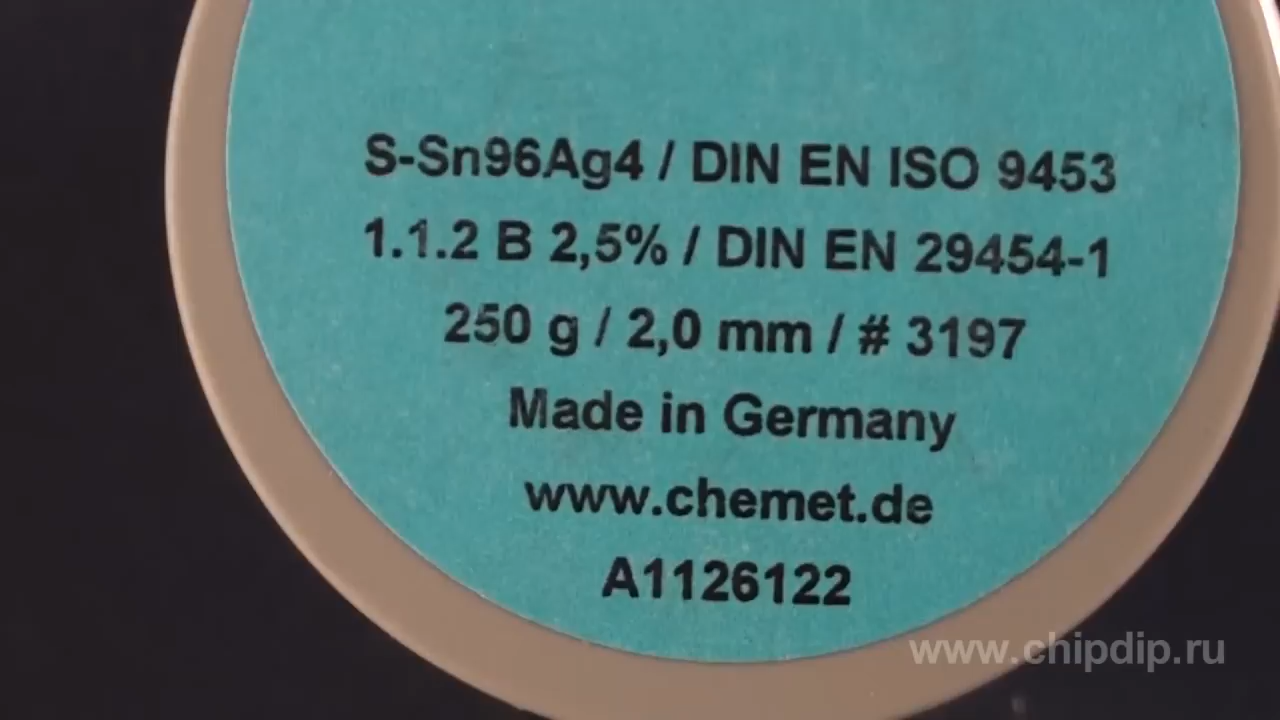 S-Sn96Ag4 / DIN EN ISO 9453
1.1.2 B 2,5% / DIN EN 29454-1
250 g / 2,0 mm / # 3197
Made in Germany
www.chemet.de
A1126122
www.chipdip.ru